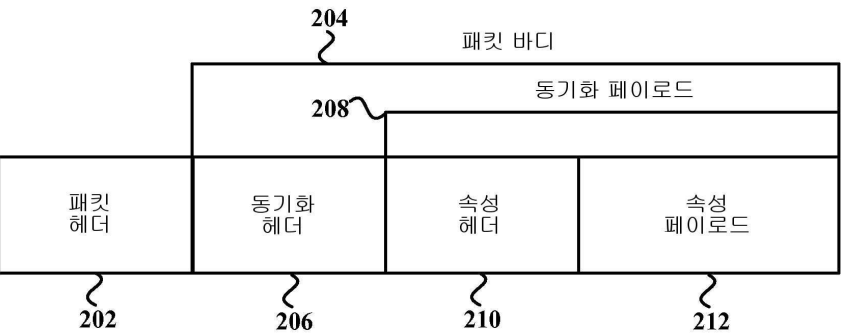 204
패킷 바디
동기화 페이로드
208
패킷
헤더
동기화
헤더
속성
헤더
속성
페이로드
202
206
210
212